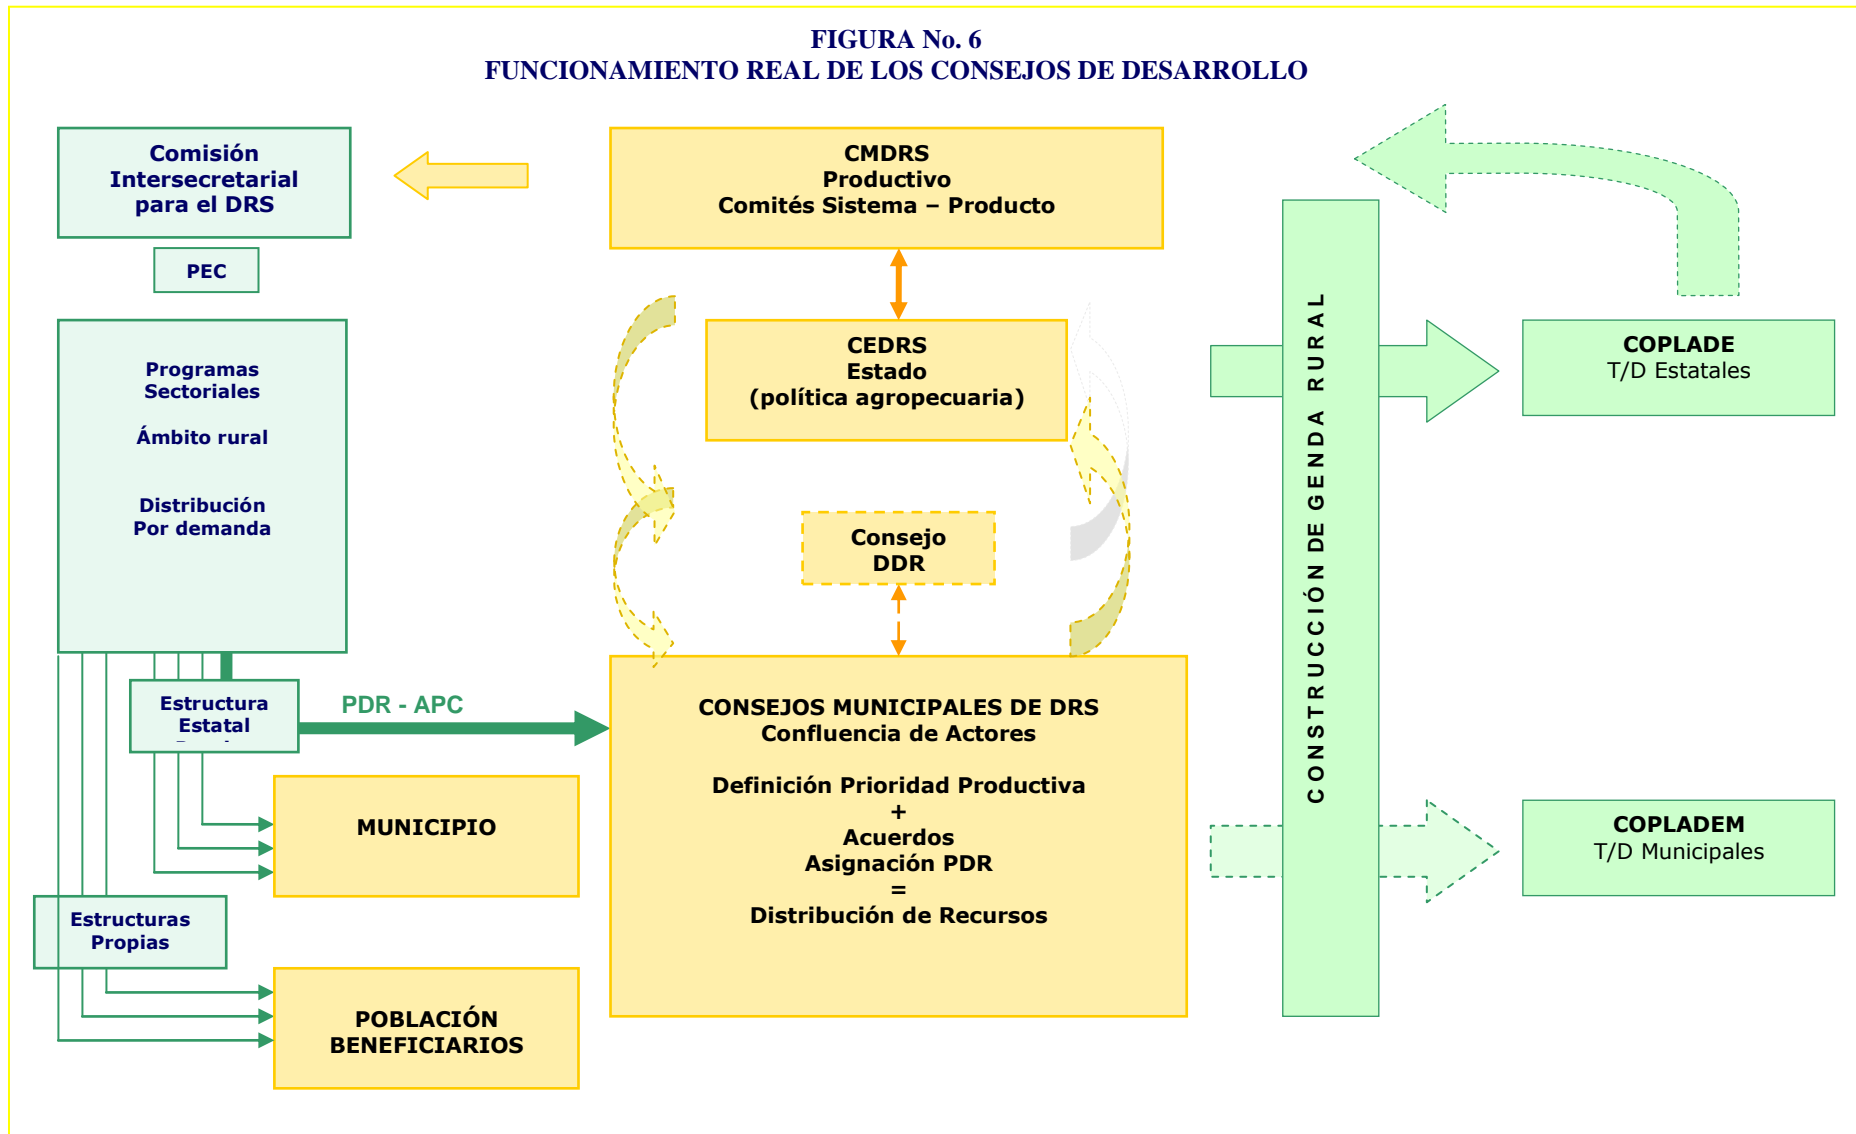 FIGURA No. 6
FUNCIONAMIENTO REAL DE LOS CONSEJOS DE DESARROLLO
Comisión
Intersecretarial
para el DRS
PEC
Programas
Sectoriales
Ámbito rural
Distribución
Por demanda
Estructura
Estatal
PDR - APC
MUNICIPIO
Estructuras
Propias
POBLACIÓN
BENEFICIARIOS
CMDRS
Productivo
Comités Sistema – Producto
CEDRS
Estado
(política agropecuaria)
Consejo
DDR
CONSEJOS MUNICIPALES DE DRS
Confluencia de Actores
Definición Prioridad Productiva
+
Acuerdos
Asignación PDR
=
Distribución de Recursos
CONSTRUCCIÓN DE GENDA RURAL
COPLADE
T/D Estatales
COPLADEM
T/D Municipales